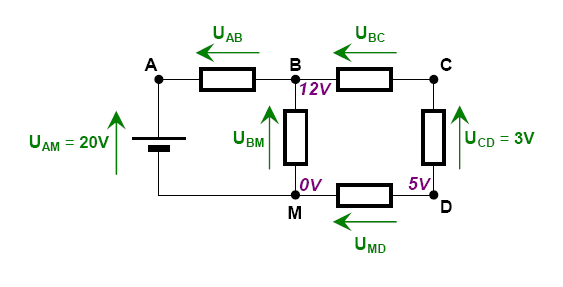 UAB
UBC
A
B
C
12V
UAM = 20V
UBM
UCD = 3V
0V
5V
M
D
UMD